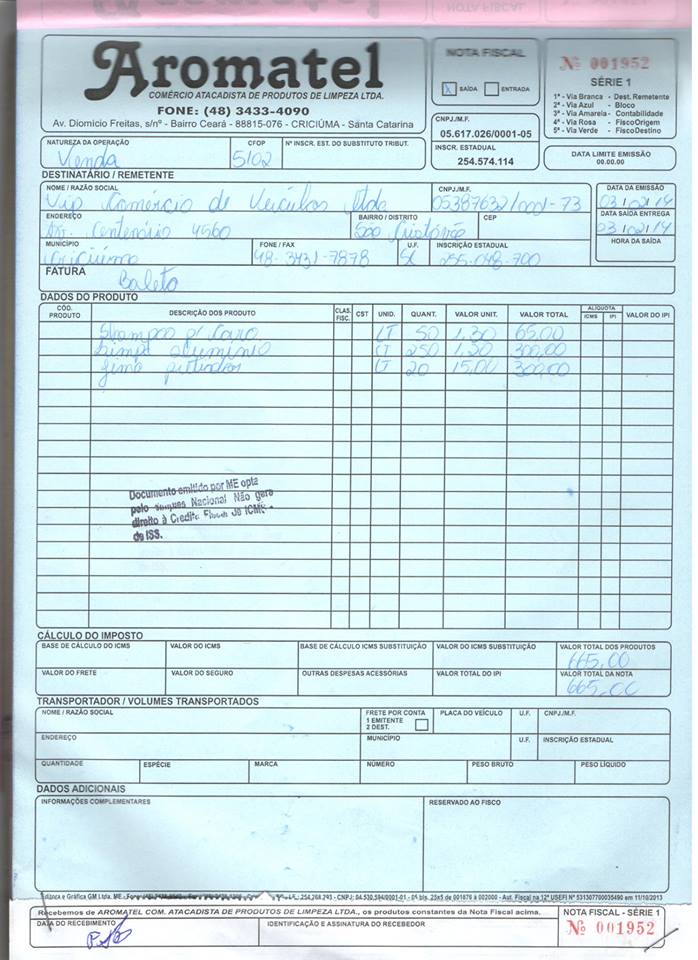 NOTA FISCAL
Aromatel
COMÉRCIO ATACADISTA DE PRODUTOS DE LIMPEZA LTDA.
FONE: (48) 3433-4090
Av. Diomicio Freitas, s/nº - Bairro Ceará - 88815-076 - CRICIÚMA - Santa Catarina
NOTA FISCAL
X SAÍDA ENTRADA
CNPJ/M.F.
05.617.026/0001-05
INSCR. ESTADUAL
254.574.114
Nº 001952
SÉRIE 1
1ª - Via Branca - Dest. Remetente
2ª - Via Azul - Bloco
3ª - Via Amarela - Contabilidade
4ª - Via Rosa - FiscoOrigem
5ª - Via Verde - FiscoDestino
DATA LIMITE EMISSÃO
00.00.00
NATUREZA DA OPERAÇÃO CFOP Nº INSCR. EST. DO SUBSTITUTO TRIBUT.
Venda 5102
DESTINATÁRIO / REMETENTE
NOME / RAZÃO SOCIAL CNPJ/M.F. DATA DA EMISSÃO
Vip Comércio de Veículos Ltda 05387632/0001-73 03/02/14
ENDEREÇO BAIRRO / DISTRITO CEP DATA SAÍDA ENTREGA
Av. Centenário 4560 São Cristóvão 03/02/14
MUNICÍPIO FONE / FAX U.F. INSCRIÇÃO ESTADUAL HORA DA SAÍDA
Criciúma 48-3431-7878 SC 255.048.700
FATURA
Boleto
DADOS DO PRODUTO
CÓD. PRODUTO DESCRIÇÃO DOS PRODUTOS CLAS. FISC. CST UNID. QUANT. VALOR UNIT. VALOR TOTAL ALÍQUOTA ICMS IPI VALOR DO IPI
Shampoo p/ Carro LT 50 1,30 65,00
Limpa aluminio LT 250 1,20 300,00
LT 20 15,00 300,00
Documento emitido por ME opta
pelo Simples Nacional Não gera
direito à Credito Fiscal de ICMS -
de ISS.
CÁLCULO DO IMPOSTO
BASE DE CÁLCULO DO ICMS VALOR DO ICMS BASE DE CÁLCULO ICMS SUBSTITUIÇÃO VALOR DO ICMS SUBSTITUIÇÃO VALOR TOTAL DOS PRODUTOS
665,00
VALOR DO FRETE VALOR DO SEGURO OUTRAS DESPESAS ACESSÓRIAS VALOR TOTAL DO IPI VALOR TOTAL DA NOTA
665,00
TRANSPORTADOR / VOLUMES TRANSPORTADOS
NOME / RAZÃO SOCIAL FRETE POR CONTA 1 EMITENTE 2 DEST. PLACA DO VEÍCULO U.F. CNPJ/M.F.
ENDEREÇO MUNICÍPIO U.F. INSCRIÇÃO ESTADUAL
QUANTIDADE ESPÉCIE MARCA NÚMERO PESO BRUTO PESO LÍQUIDO
DADOS ADICIONAIS
INFORMAÇÕES COMPLEMENTARES RESERVADO AO FISCO
e Gráfica GM Ltda. ME - 254.268.293 - CNPJ: 04.530.594/0001-01 - 05 bls. 25x5 de 001876 à 002000 - Aut. Fiscal na 12ª USEFI Nº 531307700035490 em 11/10/2013
Recebemos de AROMATEL COM. ATACADISTA DE PRODUTOS DE LIMPEZA LTDA., os produtos constantes da Nota Fiscal acima. NOTA FISCAL - SÉRIE 1
DATA DO RECEBIMENTO IDENTIFICAÇÃO E ASSINATURA DO RECEBEDOR Nº 001952